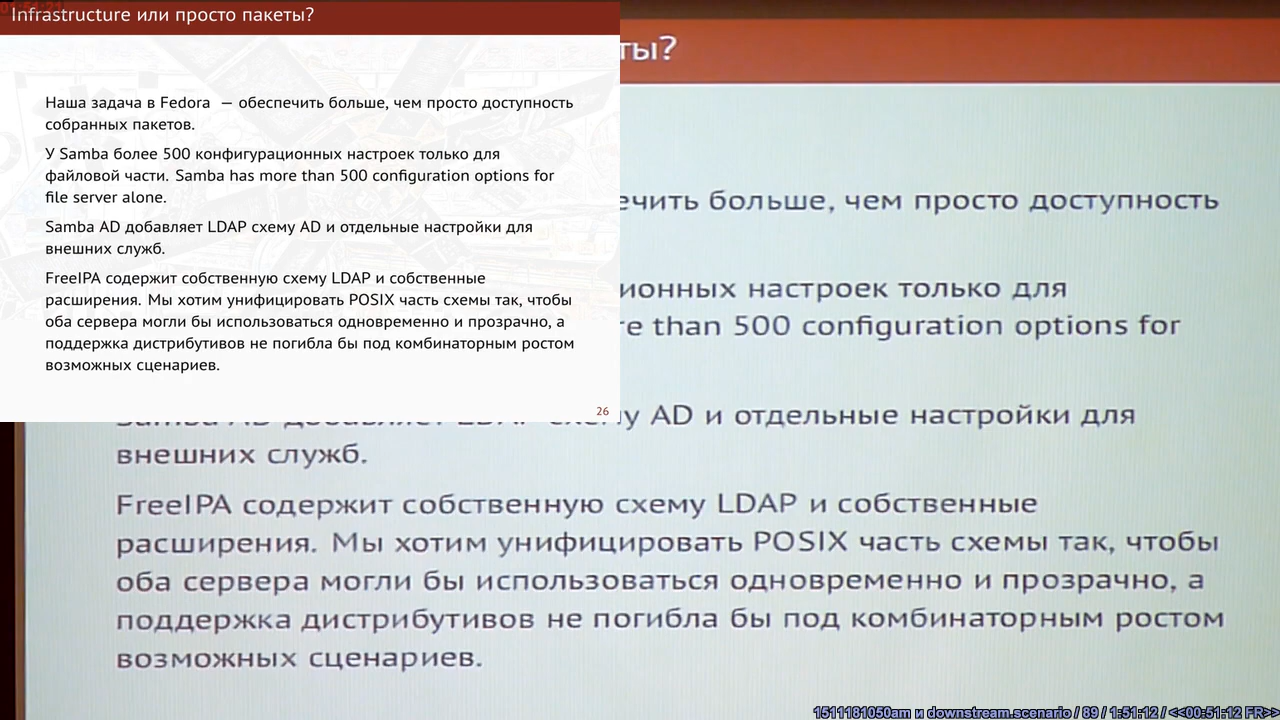 Infrastructure или просто пакеты?
Наша задача в Fedora — обеспечить больше, чем просто доступность
собранных пакетов.
У Samba более 500 конфигурационных настроек только для
файловой части. Samba has more than 500 configuration options for
file server alone.
Samba AD добавляет LDAP схему AD и отдельные настройки для
внешних служб.
FreeIPA содержит собственную схему LDAP и собственные
расширения. Мы хотим унифицировать POSIX часть схемы так, чтобы
оба сервера могли бы использоваться одновременно и прозрачно, а
поддержка дистрибутивов не погибла бы под комбинаторным ростом
возможных сценариев.
26
ты?
ечить больше, чем просто доступность
ионных настроек только для
re than 500 configuration options for
му AD и отдельные настройки для
внешних служб.
FreeIPA содержит собственную схему LDAP и собственные
расширения. Мы хотим унифицировать POSIX часть схемы так, чтобы
оба сервера могли бы использоваться одновременно и прозрачно, а
поддержка дистрибутивов не погибла бы под комбинаторным ростом
возможных сценариев.
1511181050am и downstream.scenario / 89 / 1:51:12 / <<00:51-12 FR>>